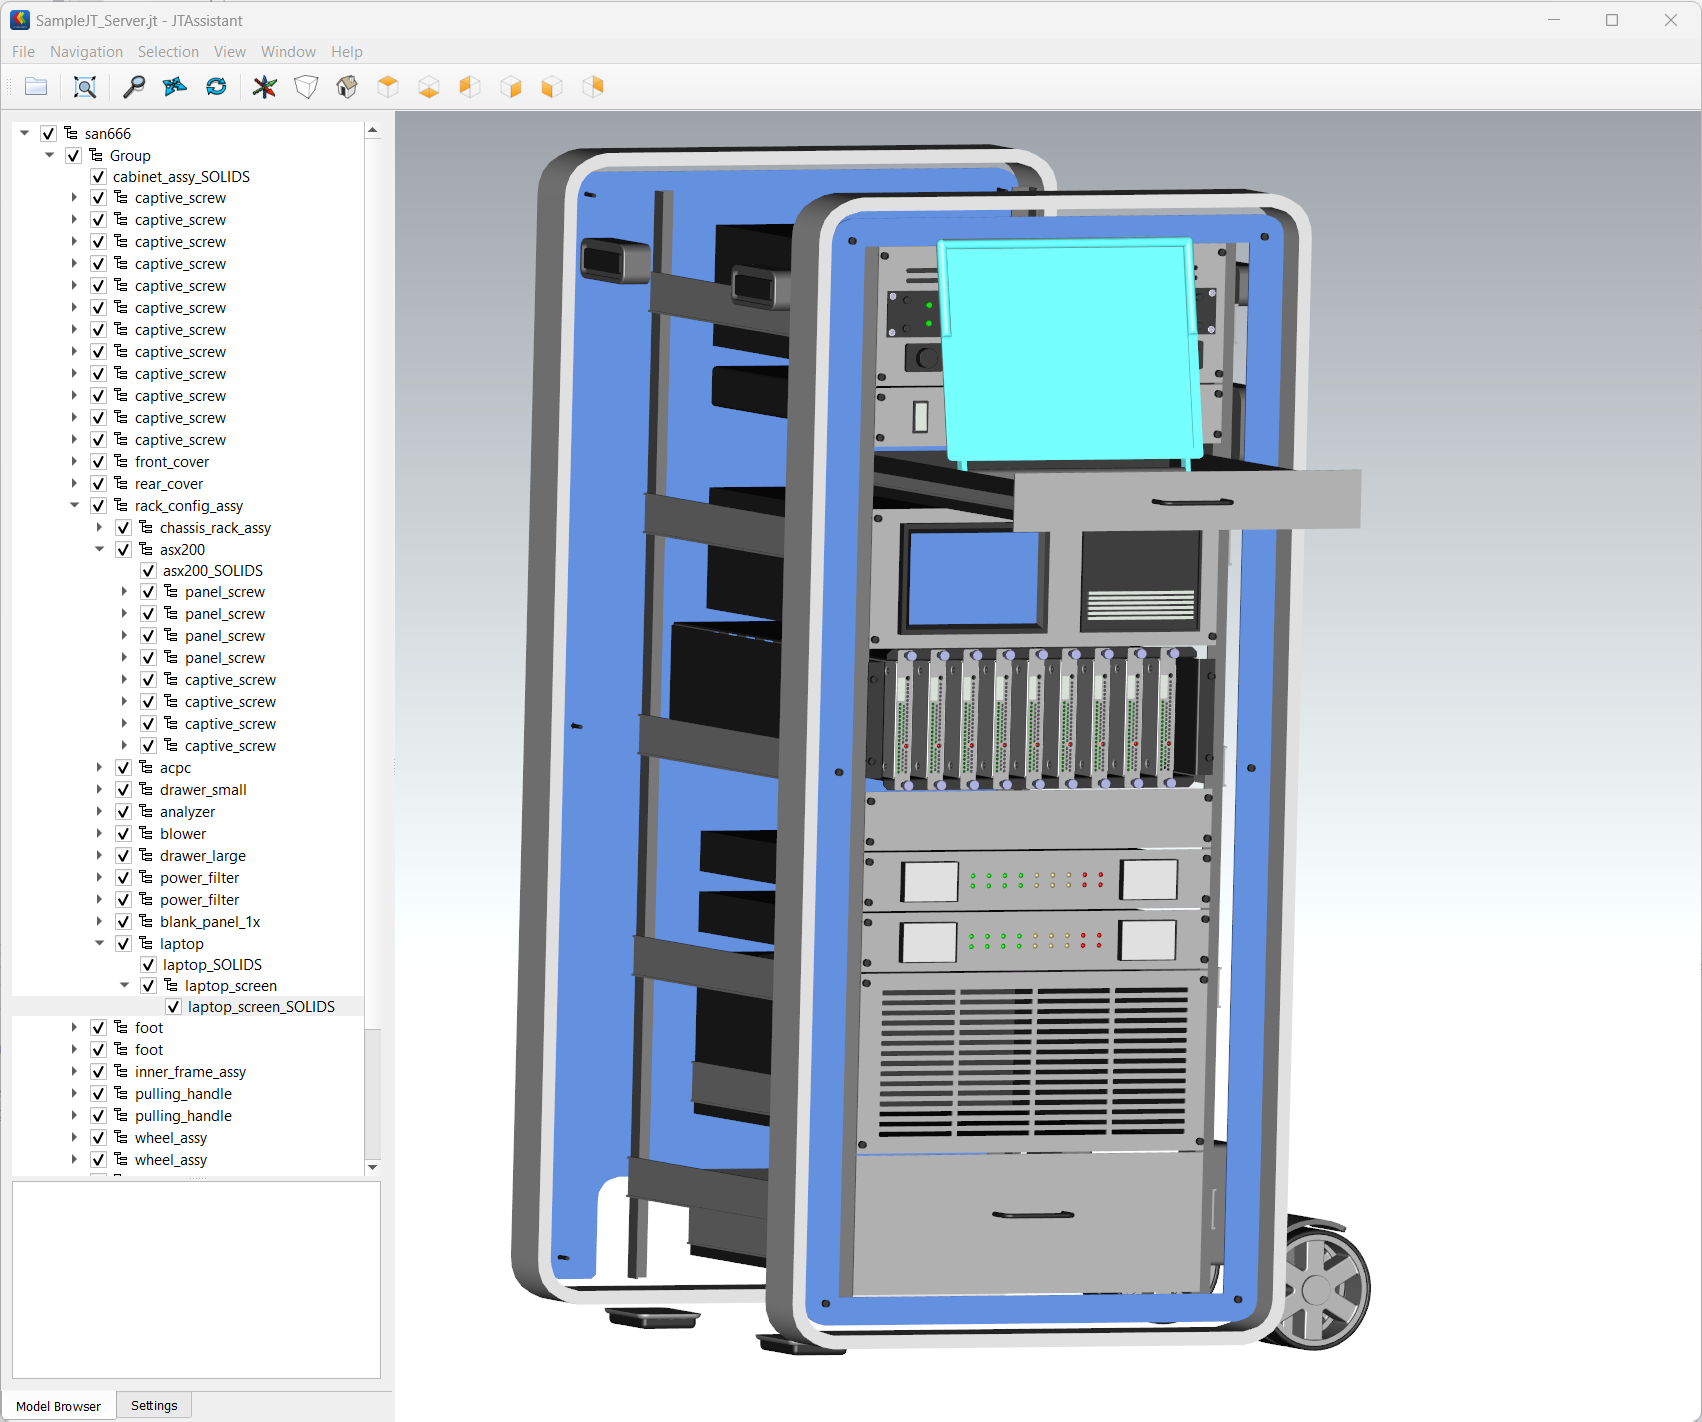 SampleJT_Server.jt - JTAssistant
File Navigation Selection View Window Help
san666
Group
cabinet_assy_SOLIDS
captive_screw
captive_screw
captive_screw
captive_screw
captive_screw
captive_screw
captive_screw
captive_screw
captive_screw
captive_screw
captive_screw
captive_screw
front_cover
rear_cover
rack_config_assy
chassis_rack_assy
asx200
asx200_SOLIDS
panel_screw
panel_screw
panel_screw
panel_screw
captive_screw
captive_screw
captive_screw
captive_screw
acpc
drawer_small
analyzer
blower
drawer_large
power_filter
power_filter
blank_panel_1x
laptop
laptop_SOLIDS
laptop_screen
laptop_screen_SOLIDS
foot
foot
inner_frame_assy
pulling_handle
pulling_handle
wheel_assy
wheel_assy
Model Browser Settings